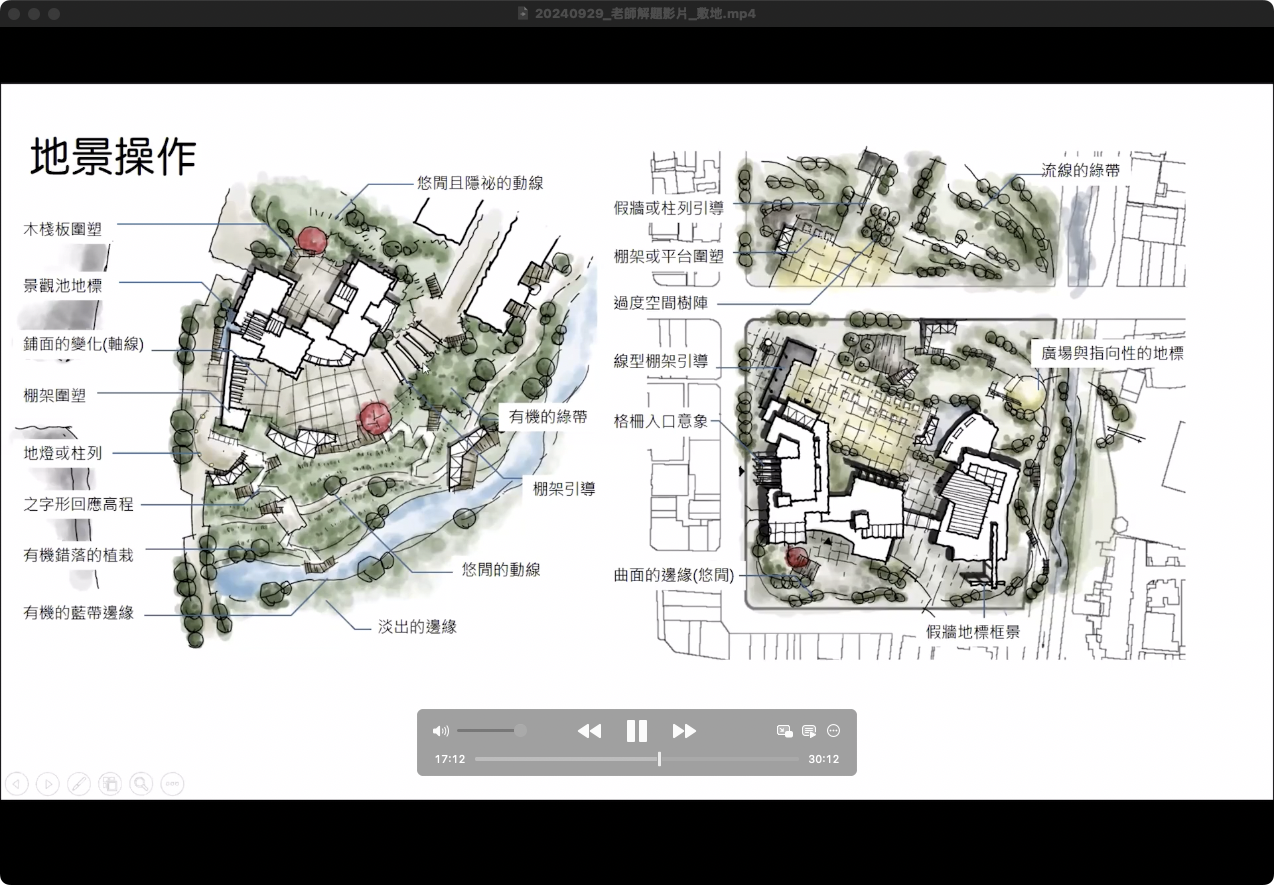 20240929_老師解題影片_敷地.mp4
地景操作
悠閒且隱祕的動線
木棧板圍塑
景觀池地標
鋪面的變化(軸線)
棚架圍塑
地燈或柱列
之字形回應高程
有機錯落的植栽
有機的藍帶邊緣
有機的綠帶
棚架引導
悠閒的動線
淡出的邊緣
流線的綠帶
假牆或柱列引導
棚架或平台圍塑
過度空間樹陣
線型棚架引導
廣場與指向性的地標
格柵入口意象
曲面的邊緣(悠閒)
假牆地標框景
17:12
30:12